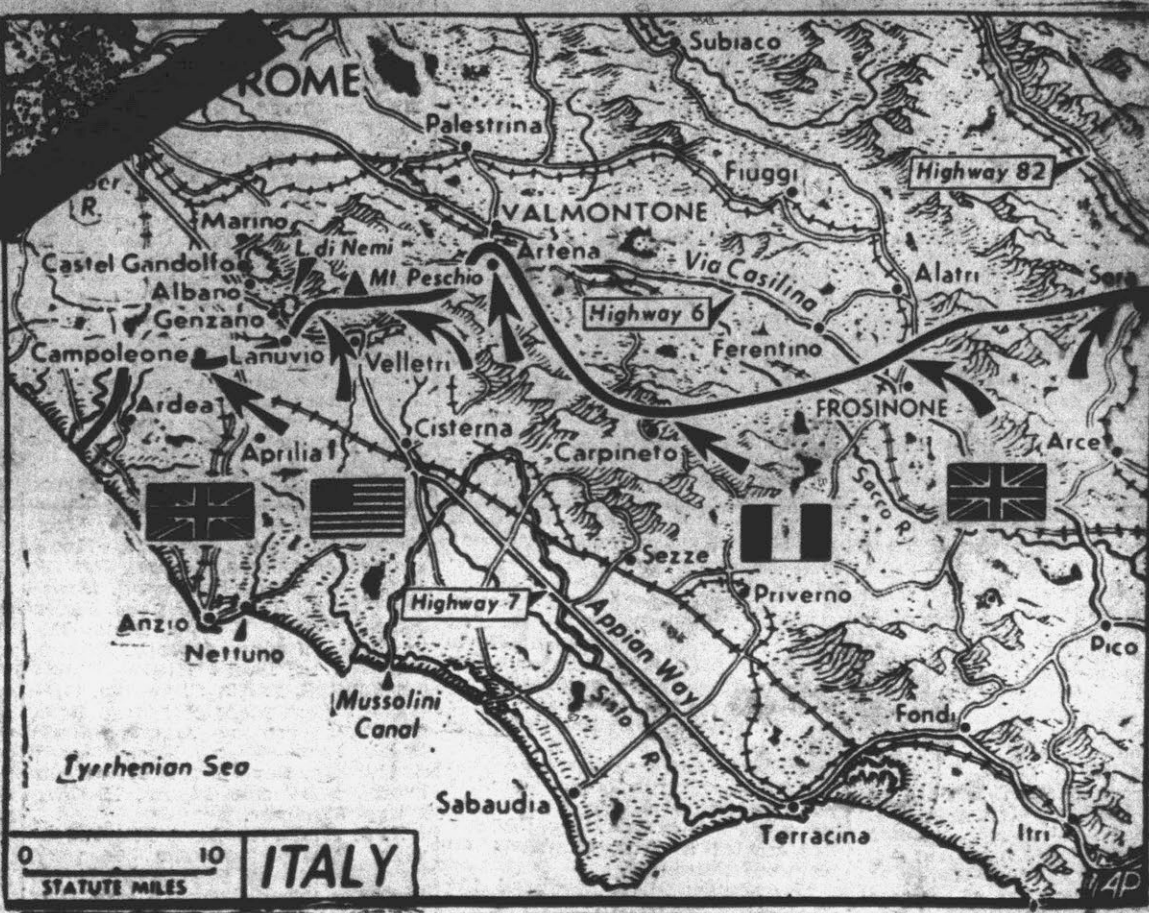 Subiaco
ROME
Palestrina
Highway 82
Fiuggi
R.
Marino
VALMONTONE
L. di Nemi
Artena
Castel Gandolfo
Mt Peschio
Via Casilina
Alatri
Sora
Albano
Genzano
Highway 6
Campoleone
Lanuvio
Velletri
Ferentino
Ardea
FROSINONE
Cisterna
Aprilia
Carpineto
Arce
Sacco R.
Sezze
Highway 7
Appian Way
Priverno
Anzio
Nettuno
Pico
Mussolini
Canal
Sisto R
Fondi
Tyrrhenian Sea
Sabaudia
Terracina
Itri
0 10
STATUTE MILES
ITALY
AP